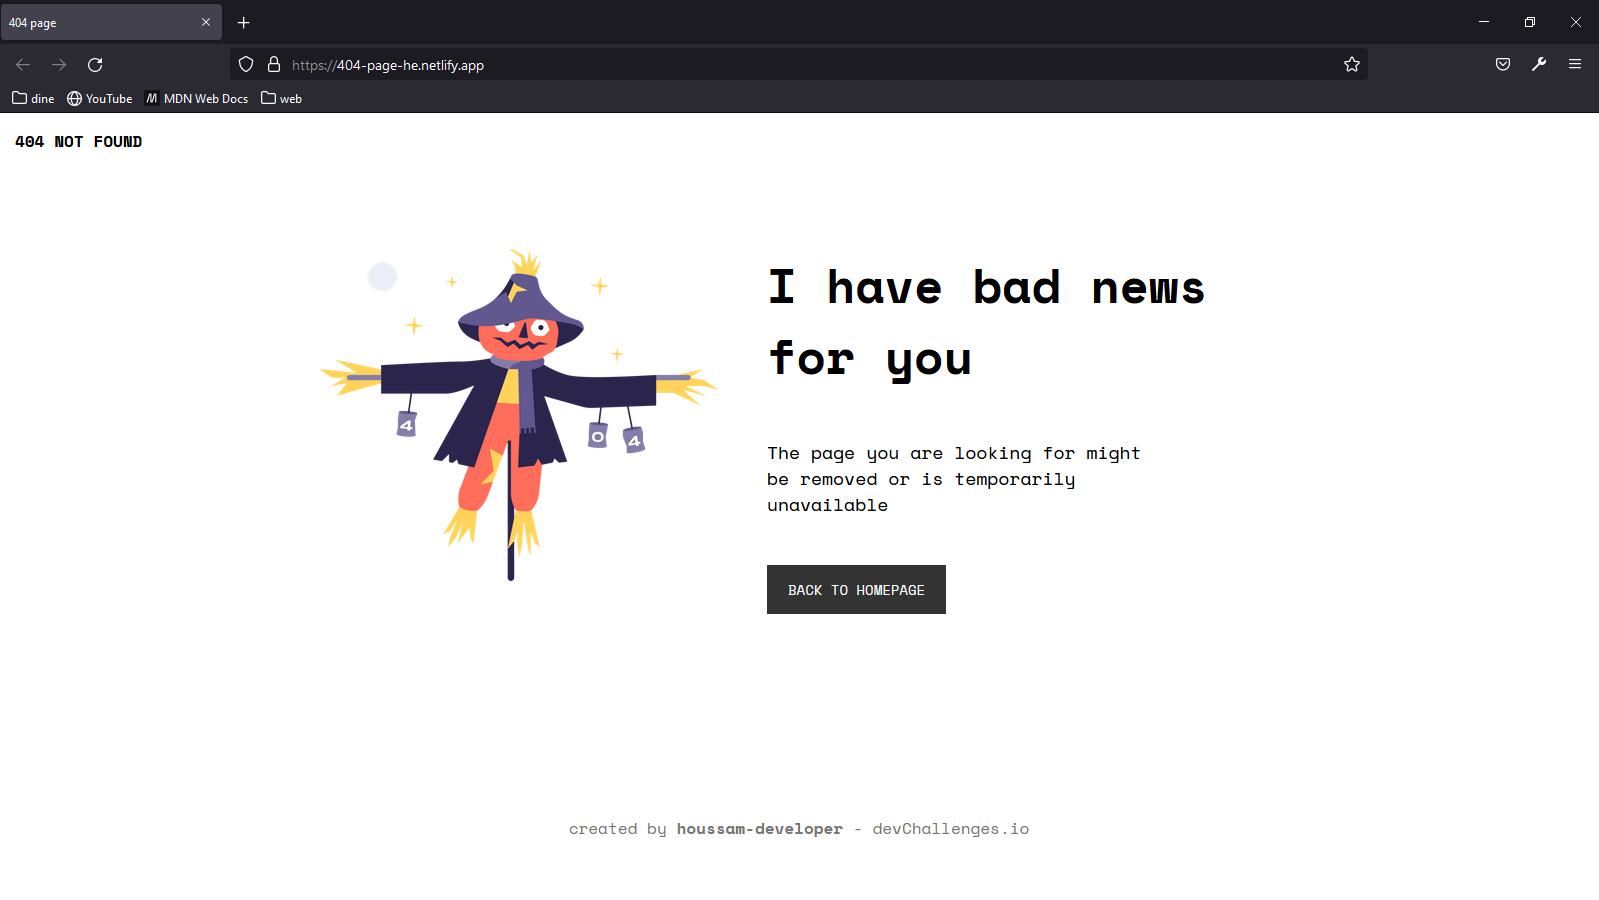 404 page
https://404-page-he.netlify.app
dine YouTube MDN Web Docs web
404 NOT FOUND
I have bad news
for you
4 0 4
The page you are looking for might
be removed or is temporarily
unavailable
BACK TO HOMEPAGE
created by houssam-developer - devChallenges.io